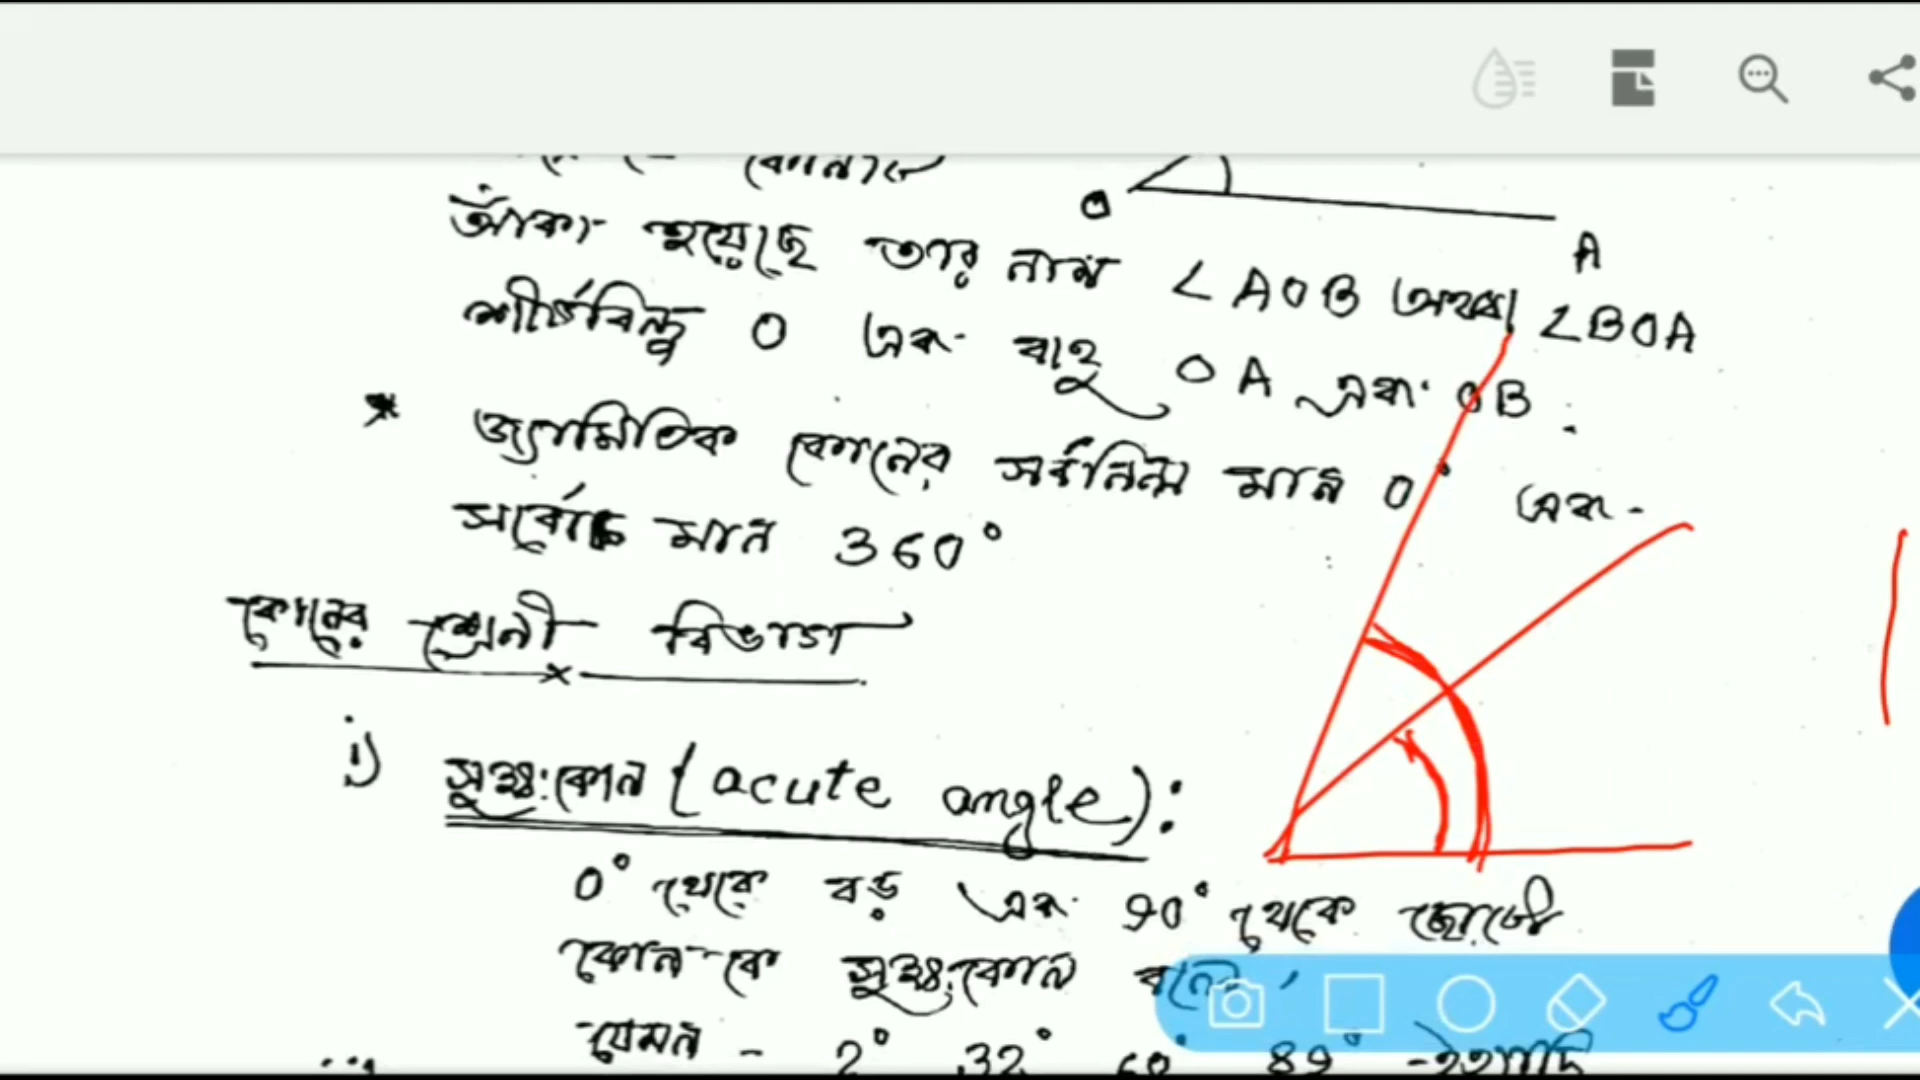 O
A
আঁকা হয়েছে তার নাম ∠AOB অথবা ∠BOA
শীর্ষবিন্দু O এবং বাহু OA এবং OB.
* জ্যামিতিক কোনের সর্বনিম্ন মান 0° এবং
সর্বোচ্চ মান 360°
কোনের শ্রেনী বিভাগ
i) সূক্ষ্মকোন (acute angle):
0° থেকে বড় এবং 90° থেকে ছোটো
কোন কে সূক্ষ্মকোন বলে,
যেমন - 2° 32° 60° 89° ইত্যাদি